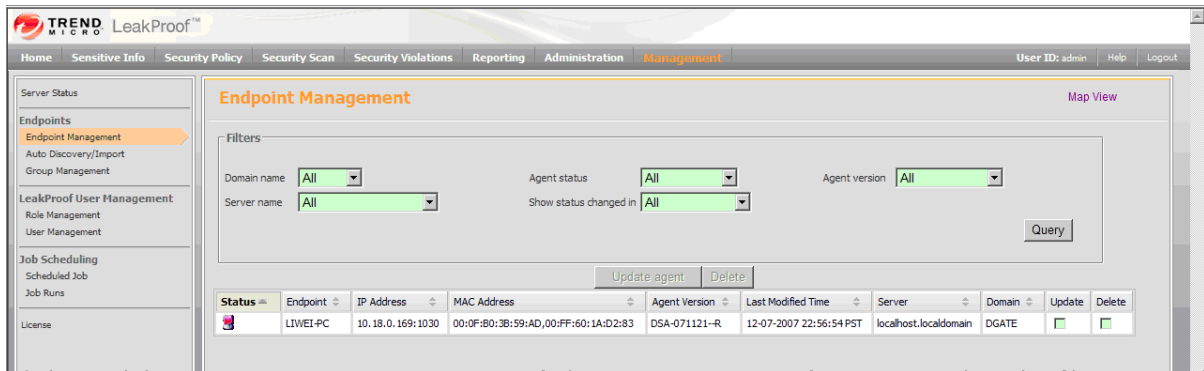 TREND MICRO LeakProof™
Home Sensitive Info Security Policy Security Scan Security Violations Reporting Administration Management User ID: admin Help Logout
Server Status
Endpoints
Endpoint Management
Auto Discovery/Import
Group Management
LeakProof User Management
Role Management
User Management
Job Scheduling
Scheduled Job
Job Runs
License
Endpoint Management Map View
Filters
Domain name All Agent status All Agent version All
Server name All Show status changed in All
Query
Update agent Delete
Status Endpoint IP Address MAC Address Agent Version Last Modified Time Server Domain Update Delete
LIWEI-PC 10.18.0.169:1030 00:0F:B0:3B:59:AD,00:FF:60:1A:D2:83 DSA-071121--R 12-07-2007 22:56:54 PST localhost.localdomain DGATE